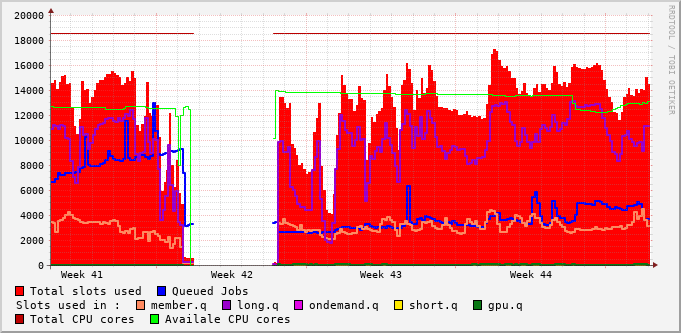 20000
18000
16000
14000
12000
10000
8000
6000
4000
2000
0
RRDTOOL / TOBI OETIKER
Week 41 Week 42 Week 43 Week 44
Total slots used Queued Jobs
Slots used in : member.q long.q ondemand.q short.q gpu.q
Total CPU cores Availale CPU cores